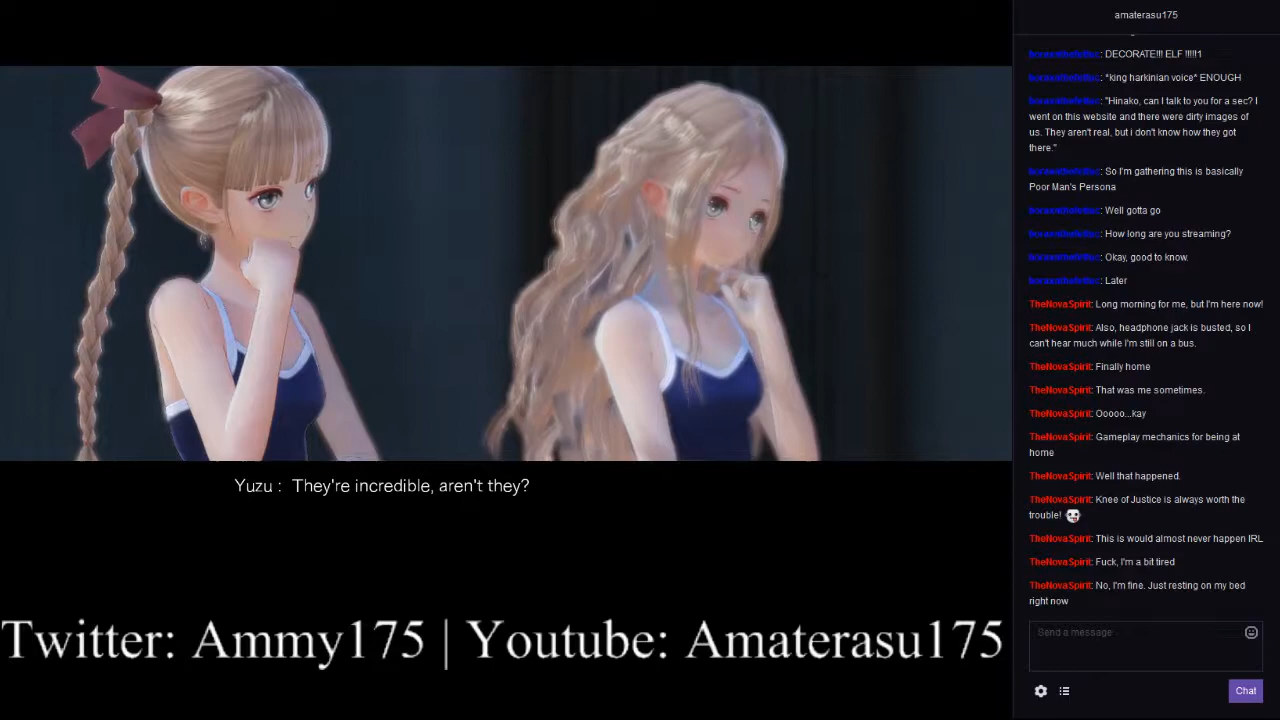 amaterasu175
: DECORATE!!! ELF !!!!!1
: *king harkinian voice* ENOUGH
: "Hinako, can I talk to you for a sec? I
went on this website and there were dirty images of
us. They aren't real, but i don't know how they got
there."
: So I'm gathering this is basically
Poor Man's Persona
: Well gotta go
: How long are you streaming?
: Okay, good to know.
: Later
TheNovaSpirit: Long morning for me, but I'm here now!
TheNovaSpirit: Also, headphone jack is busted, so I
can't hear much while I'm still on a bus.
TheNovaSpirit: Finally home
TheNovaSpirit: That was me sometimes.
TheNovaSpirit: Ooooo...kay
TheNovaSpirit: Gameplay mechanics for being at
home
TheNovaSpirit: Well that happened.
TheNovaSpirit: Knee of Justice is always worth the
trouble!
TheNovaSpirit: This is would almost never happen IRL
TheNovaSpirit: Fuck, I'm a bit tired
TheNovaSpirit: No, I'm fine. Just resting on my bed
right now
Send a message
Chat
Yuzu : They're incredible, aren't they?
Twitter: Ammy175 | Youtube: Amaterasu175